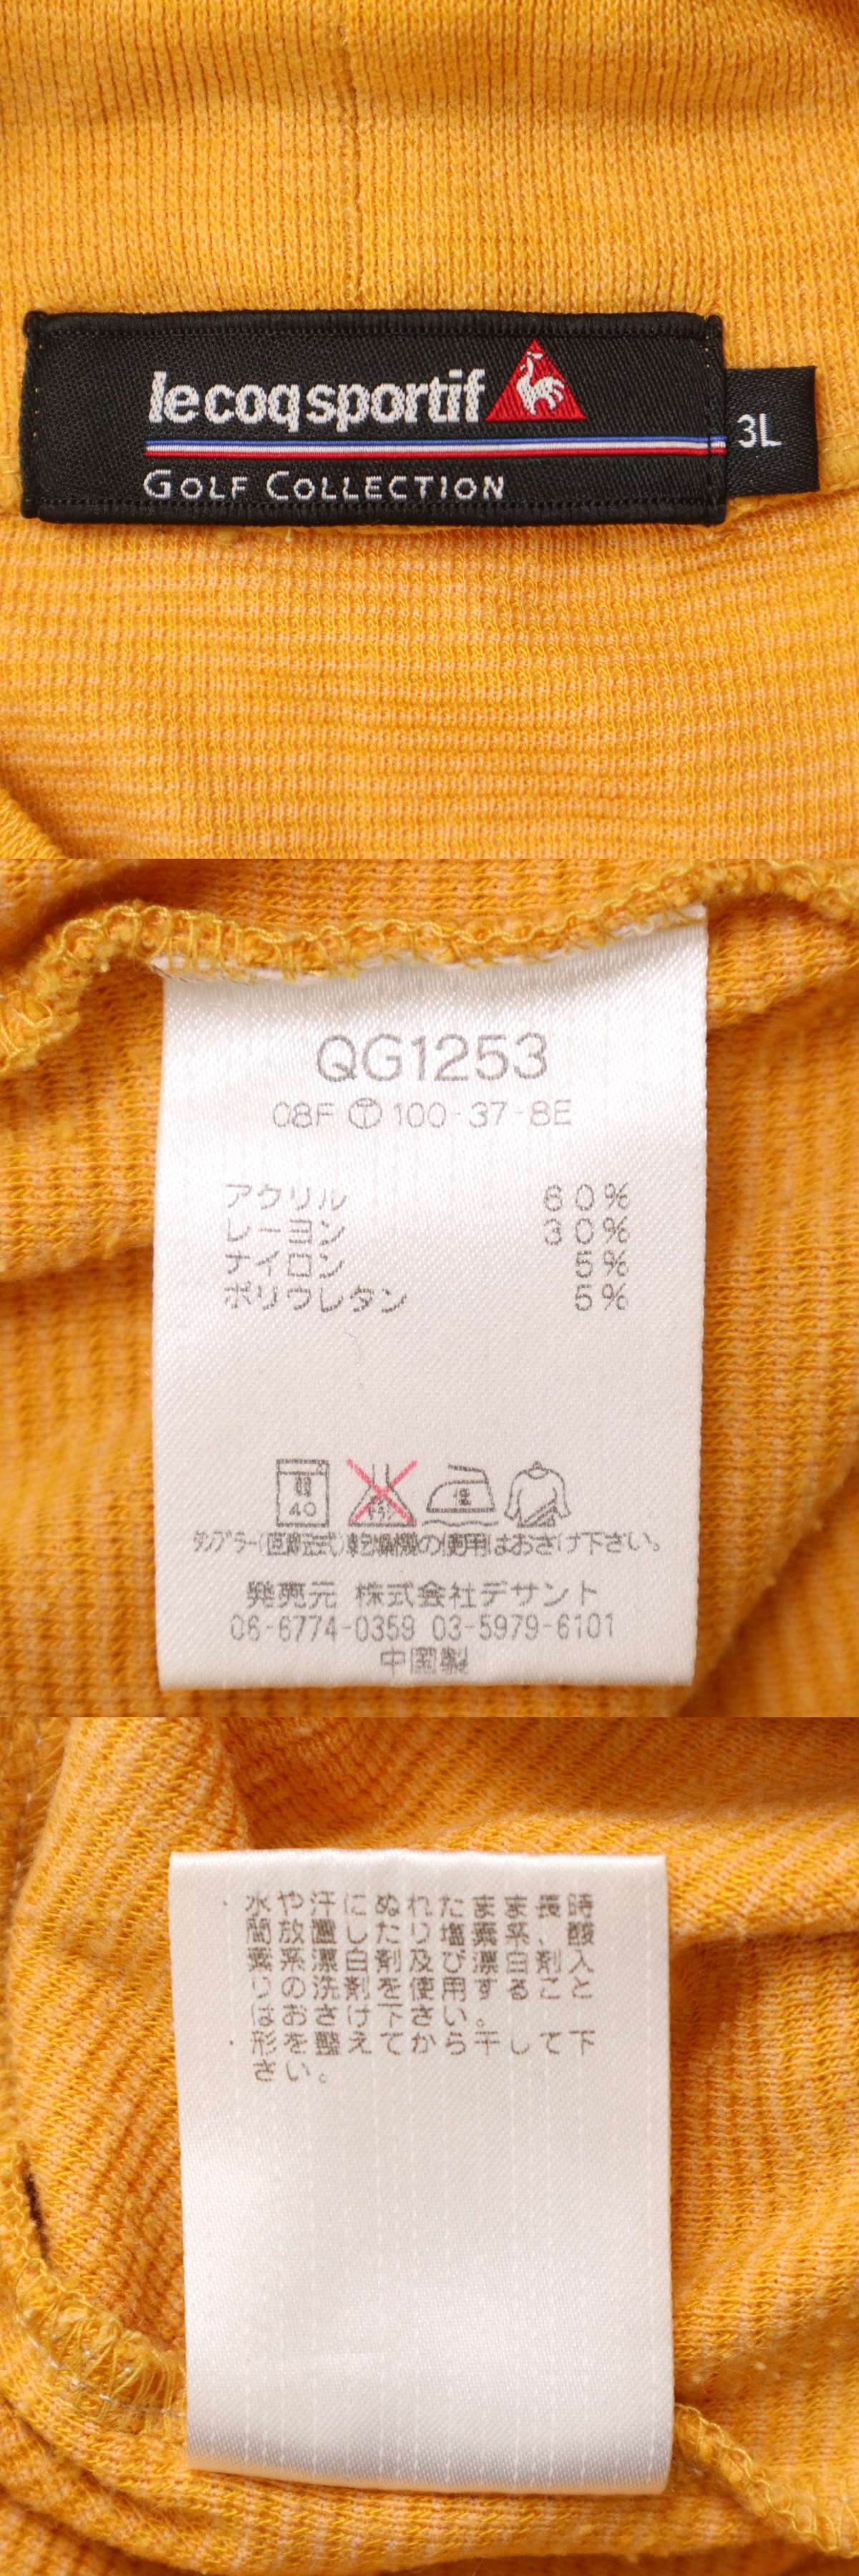 lecoqsportif
3L
GOLF COLLECTION
QG1253
08F Ⓣ 100-37-8E
アクリル 60%
レーヨン 30%
ナイロン 5%
ポリウレタン 5%
40
タンブラー(回転式)乾燥機の使用はおさけ下さい。
発売元 株式会社デサント
06-6774-0359 03-5979-6101
中国製
・水や汗にぬれたまま長時
間放置したり塩素系、酸
素系漂白剤及び漂白剤入
りの洗剤を使用すること
はおさけ下さい。
・形を整えてから干して下
さい。